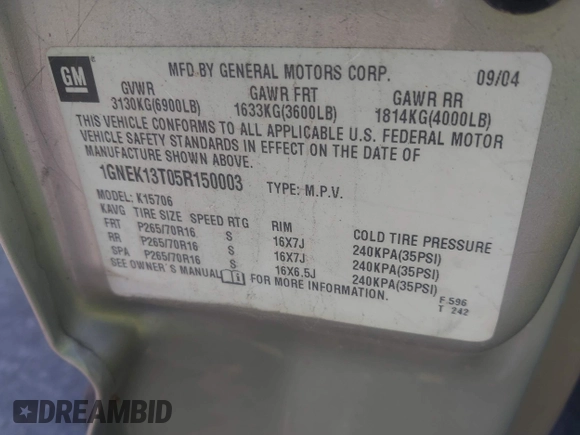 GM
MFD BY GENERAL MOTORS CORP. 09/04
GVWR GAWR FRT GAWR RR
3130KG(6900LB) 1633KG(3600LB) 1814KG(4000LB)
THIS VEHICLE CONFORMS TO ALL APPLICABLE U.S. FEDERAL MOTOR
VEHICLE SAFETY STANDARDS IN EFFECT ON THE DATE OF
MANUFACTURE SHOWN ABOVE.
1GNEK13T05R150003 TYPE: M.P.V.
MODEL: K15706
KAVG TIRE SIZE SPEED RTG RIM COLD TIRE PRESSURE
FRT P265/70R16 S 16X7J 240KPA(35PSI)
RR P265/70R16 S 16X7J 240KPA(35PSI)
SPA P265/70R16 S 16X6.5J 240KPA(35PSI)
SEE OWNER'S MANUAL FOR MORE INFORMATION.
F 596
T 242
DREAMBID